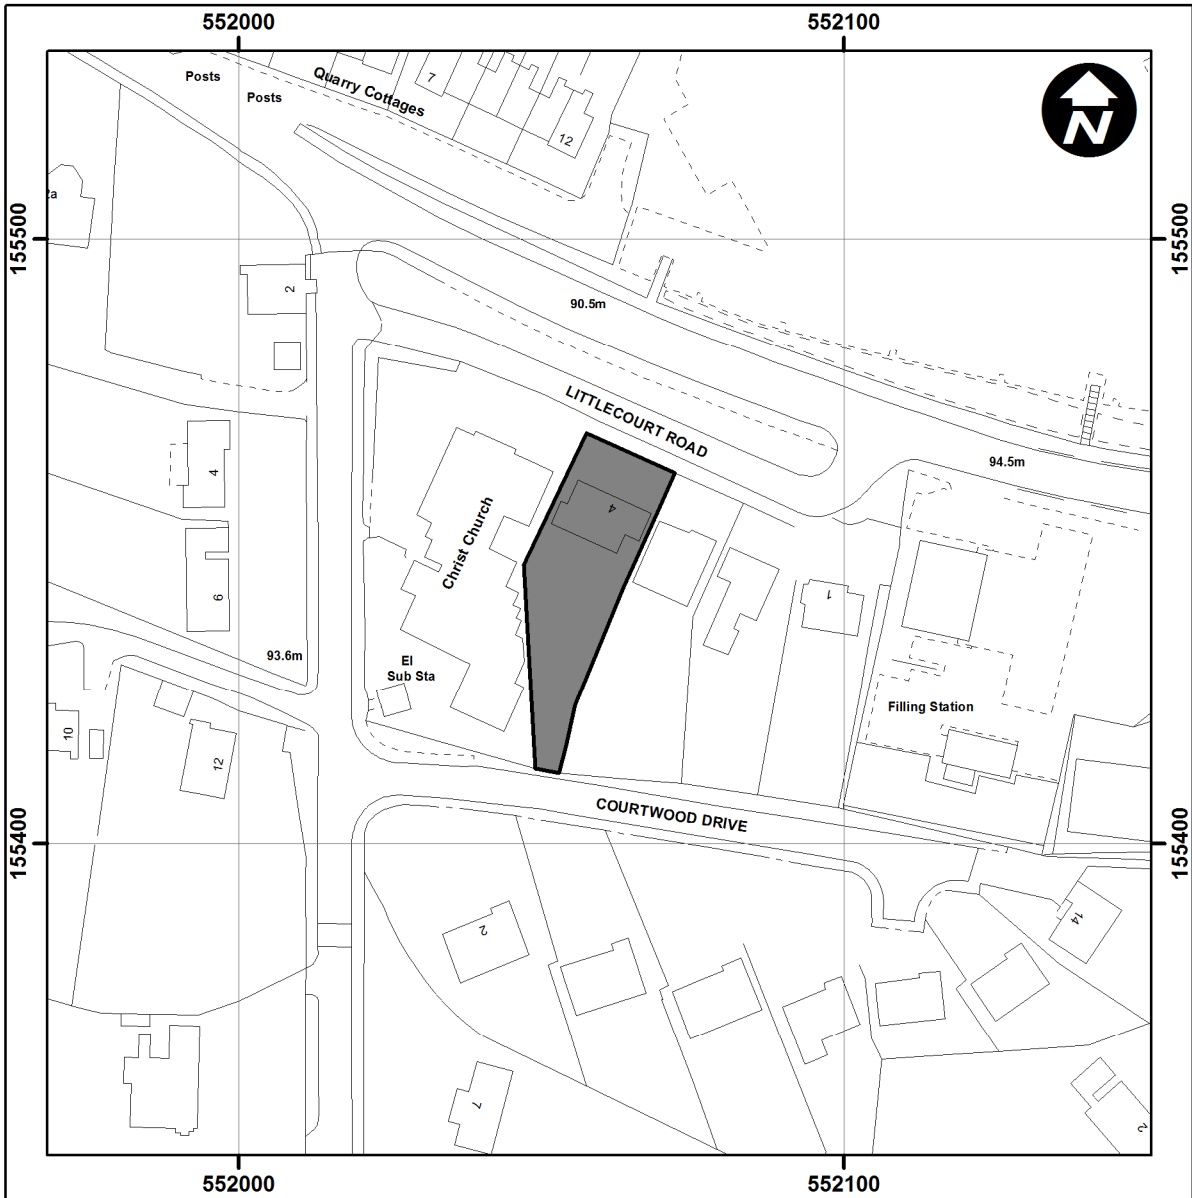 552000
552100
Posts
Posts
Quarry Cottages
7
12
N
2a
155500
155500
2
90.5m
LITTLECOURT ROAD
94.5m
4
4
Christ Church
1
6
93.6m
El
Sub Sta
Filling Station
10
12
COURTWOOD DRIVE
155400
155400
2
14
7
2
552000
552100